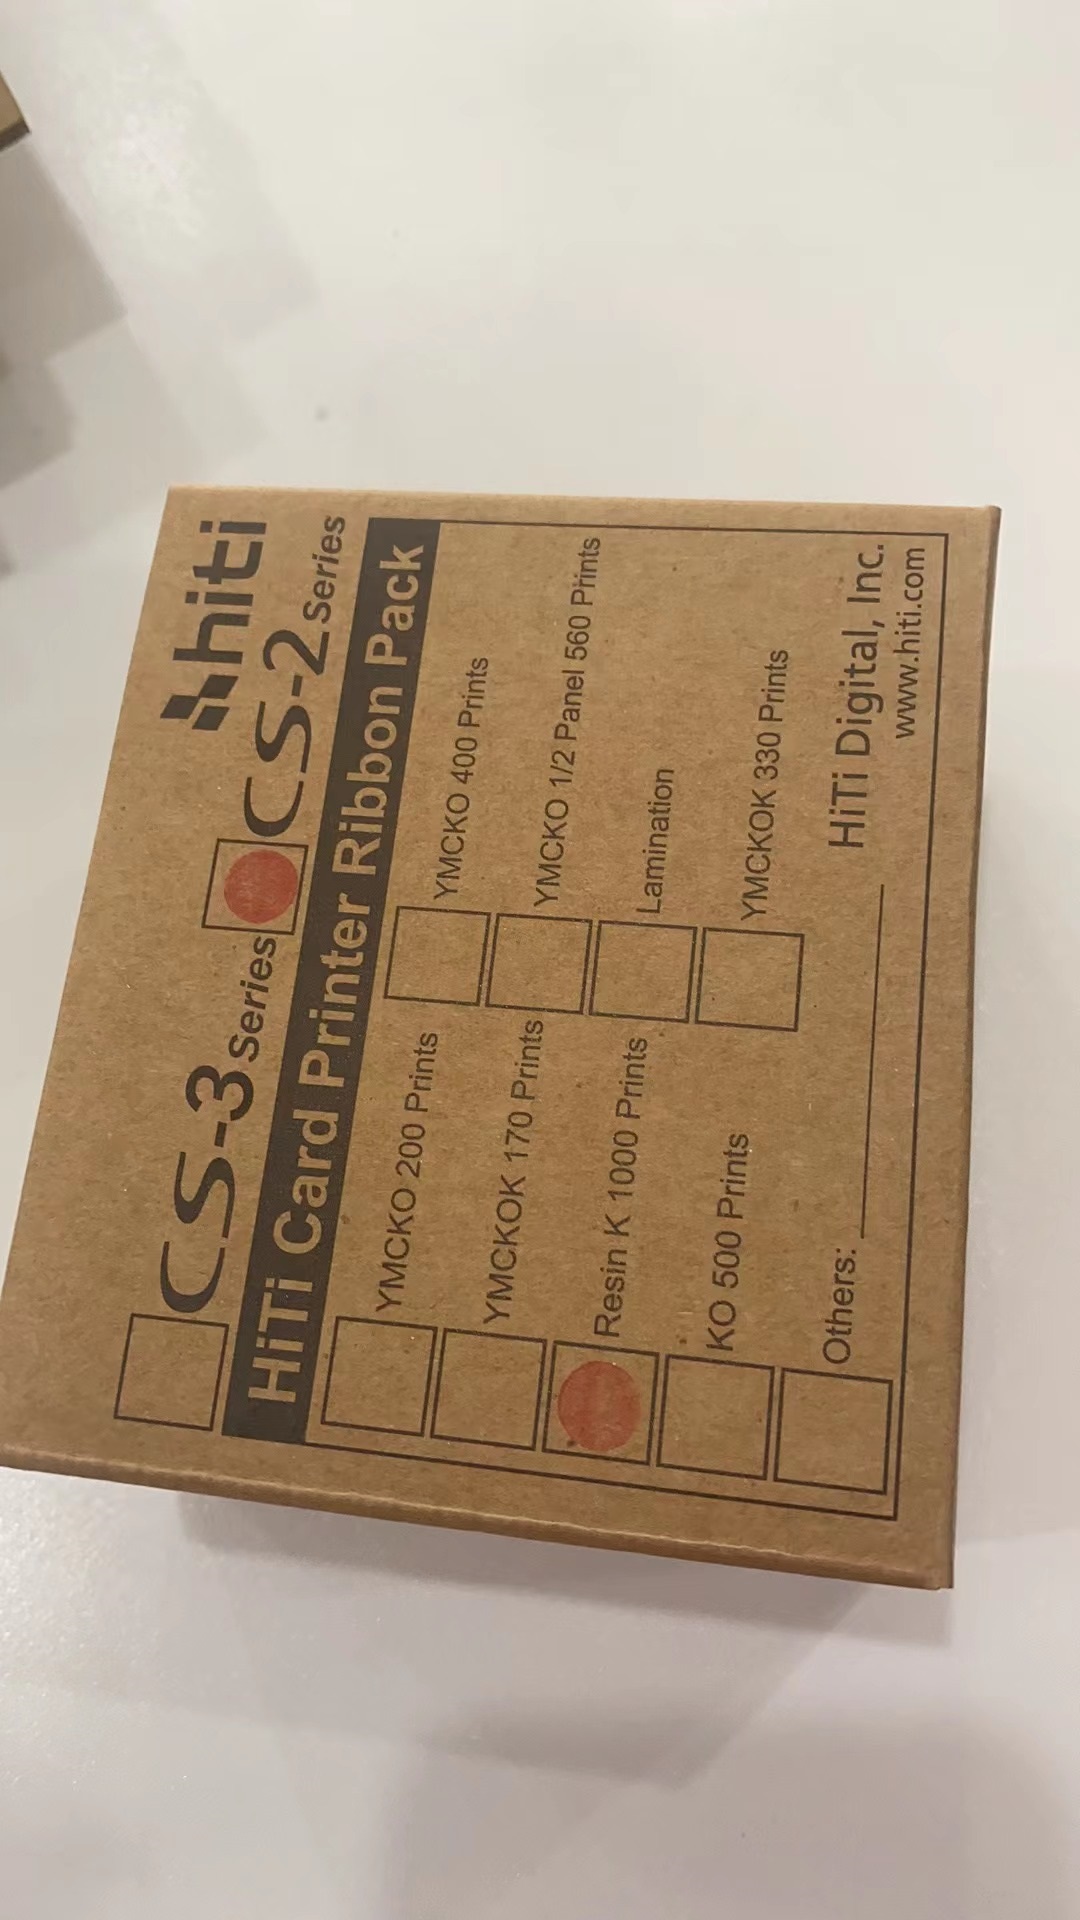 hiti
CS-3 Series CS-2 Series
HiTi Card Printer Ribbon Pack
YMCKO 200 Prints YMCKO 400 Prints
YMCKOK 170 Prints YMCKO 1/2 Panel 560 Prints
Resin K 1000 Prints Lamination
KO 500 Prints YMCKOK 330 Prints
Others:
HiTi Digital, Inc.
www.hiti.com